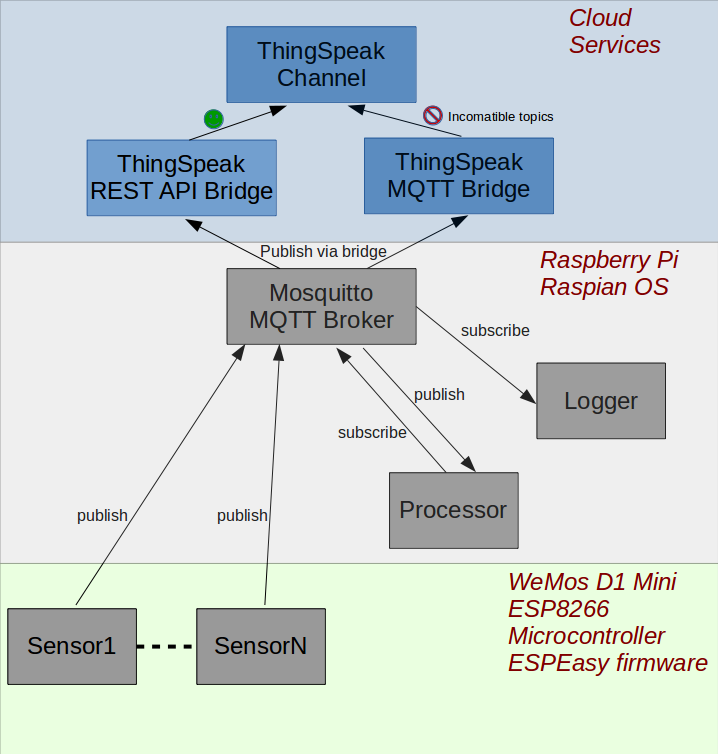 Cloud
Services
ThingSpeak
Channel
Incomatible topics
ThingSpeak
REST API Bridge
ThingSpeak
MQTT Bridge
Publish via bridge
Raspberry Pi
Raspian OS
Mosquitto
MQTT Broker
subscribe
Logger
publish
subscribe
Processor
publish
publish
WeMos D1 Mini
ESP8266
Microcontroller
ESPEasy firmware
Sensor1
SensorN